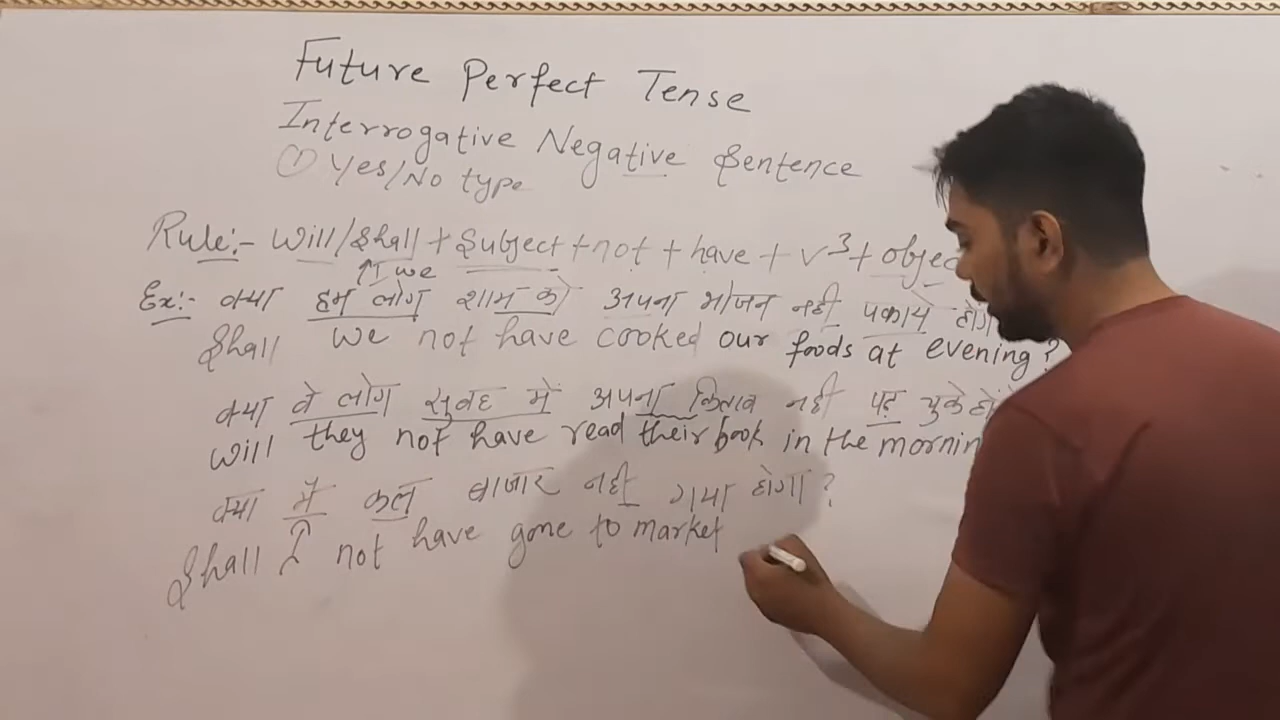 Future Perfect Tense
Interrogative Negative Sentence
① Yes/No type
Rule:- Will/Shall + Subject + not + have + V3 + objec
↑I we
Ex:- क्या हम लोग शाम को अपना भोजन नही पकाये होंग
Shall we not have cooked our foods at evening?
क्या वे लोग सुबह में अपना किताब नही पढ़ चुके हों
Will they not have read their book in the mornin
क्या मैं कल बाजार नही गया होगा?
Shall I not have gone to market